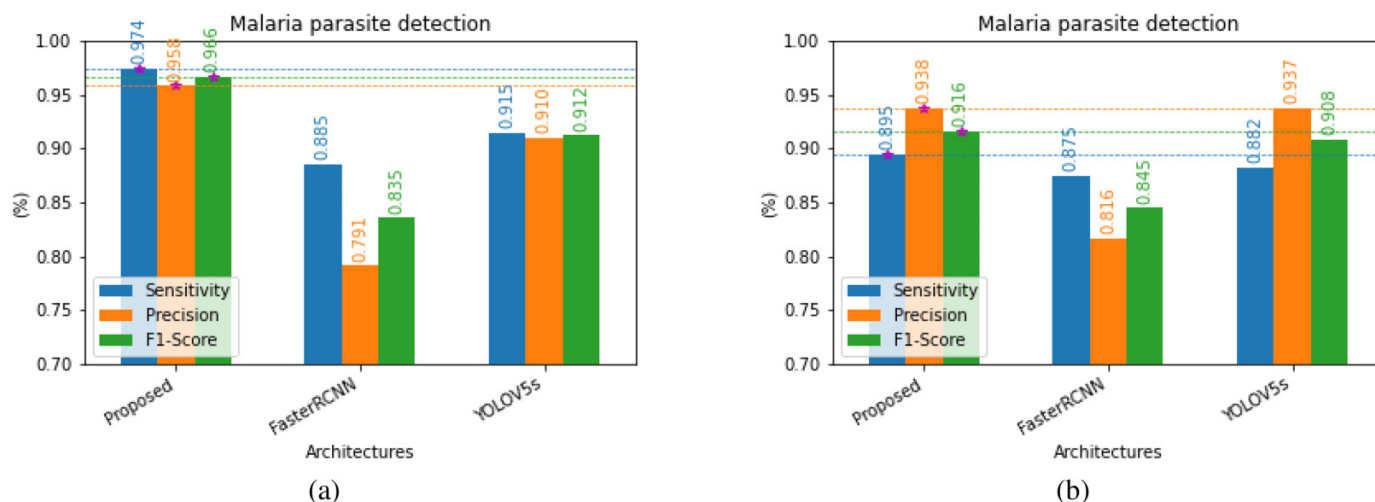 Malaria parasite detection
1.00
0.95
0.90
0.85
0.80
0.75
0.70
(%)
0.974
0.958
0.966
0.885
0.791
0.835
0.915
0.910
0.912
Sensitivity
Precision
F1-Score
Proposed
FasterRCNN
YOLOV5s
Architectures
(a)
Malaria parasite detection
1.00
0.95
0.90
0.85
0.80
0.75
0.70
(%)
0.895
0.938
0.916
0.875
0.816
0.845
0.882
0.937
0.908
Sensitivity
Precision
F1-Score
Proposed
FasterRCNN
YOLOV5s
Architectures
(b)